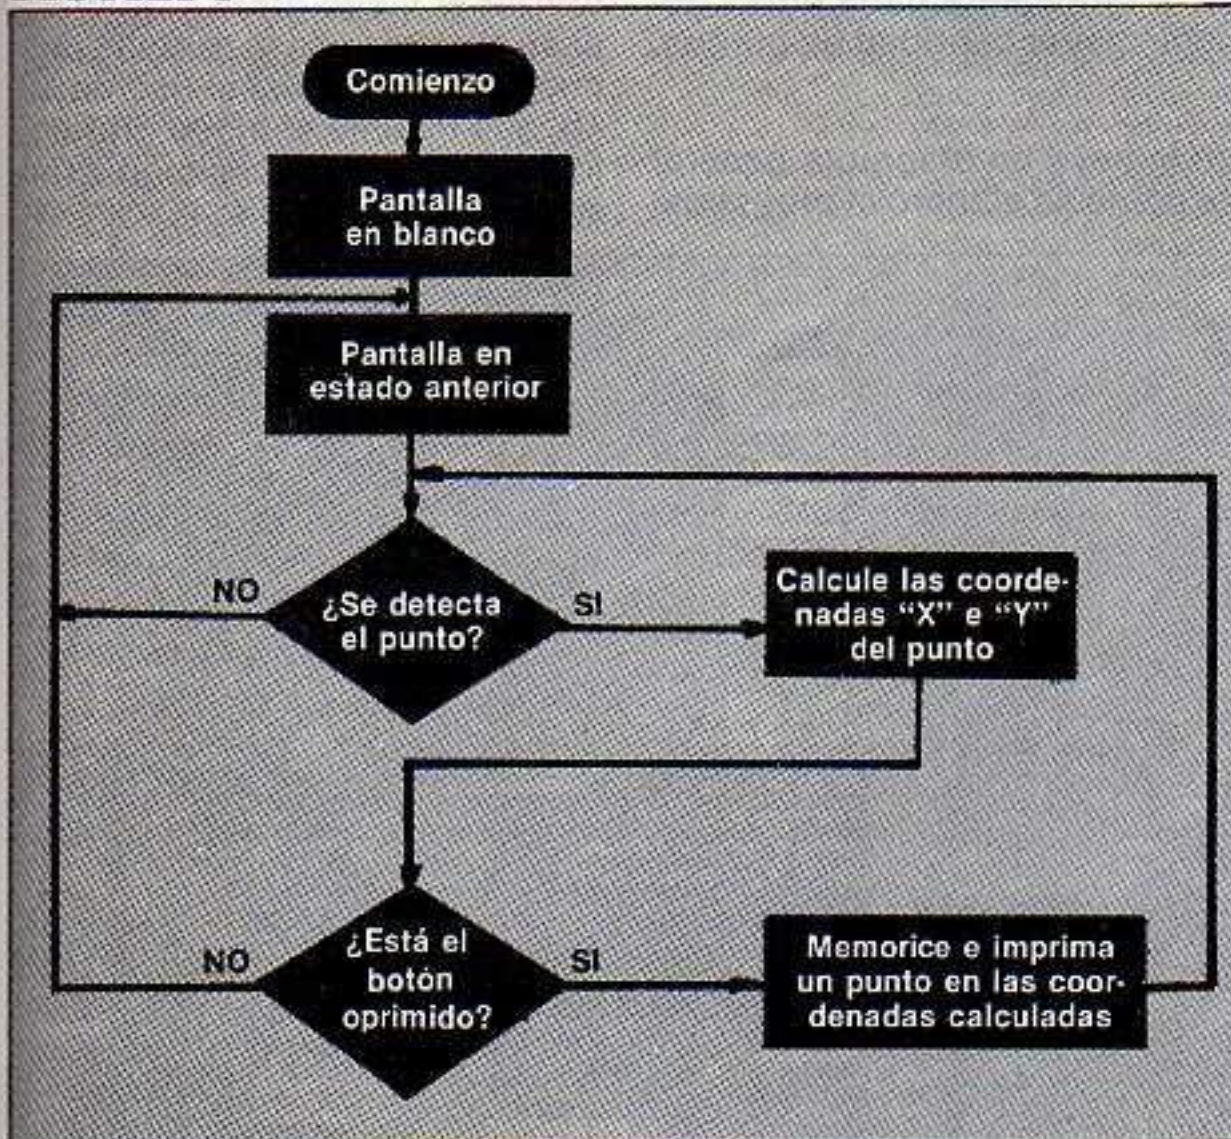 Comienzo
Pantalla
en blanco
Pantalla en
estado anterior
NO
¿Se detecta
el punto?
SI
Calcule las coorde-
nadas "X" e "Y"
del punto
NO
¿Está el
botón
oprimido?
SI
Memorice e imprima
un punto en las coor-
denadas calculadas